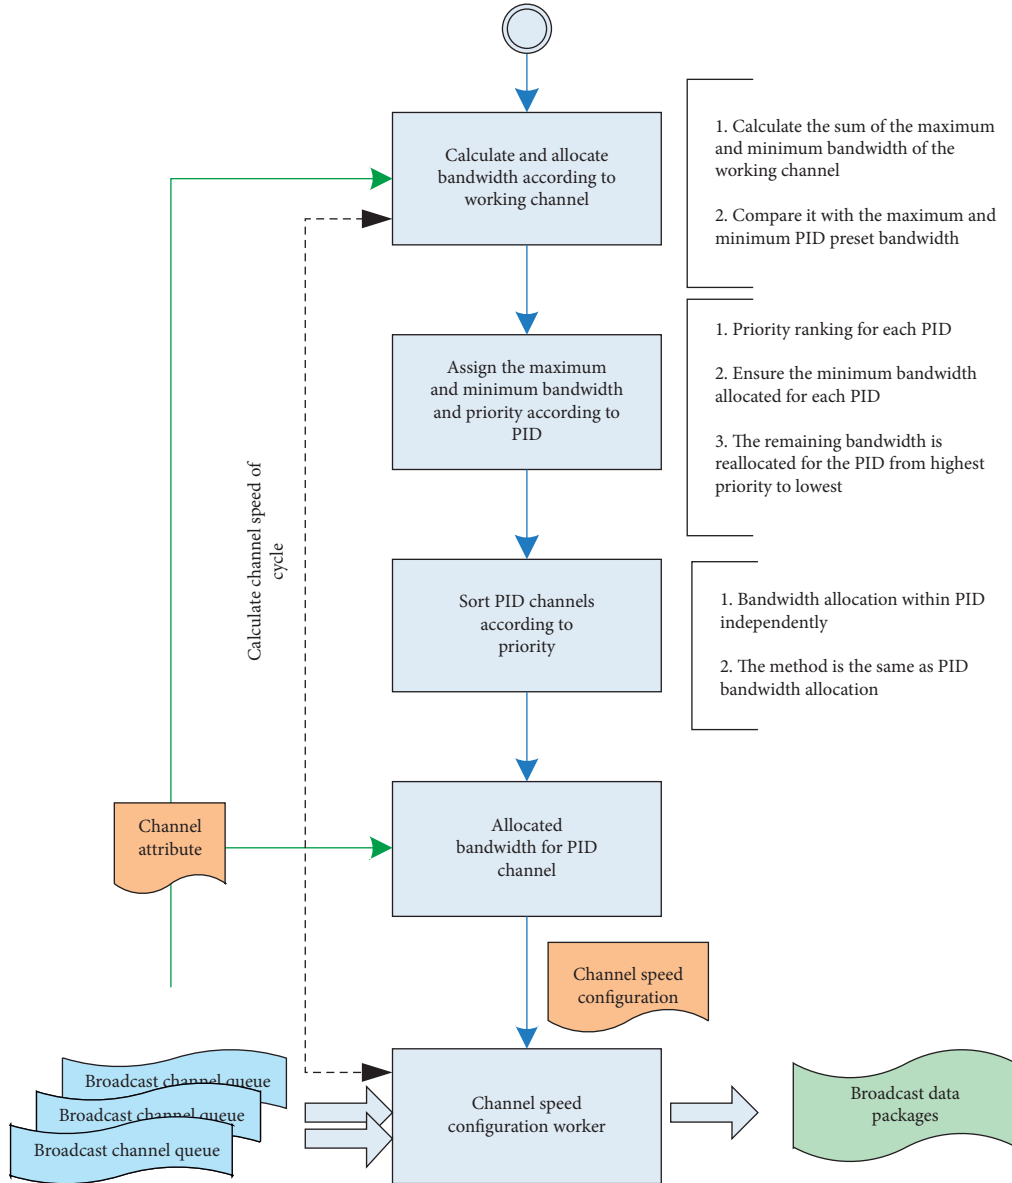 Calculate and allocate
bandwidth according to
working channel
1. Calculate the sum of the maximum
and minimum bandwidth of the
working channel
2. Compare it with the maximum and
minimum PID preset bandwidth
Assign the maximum
and minimum bandwidth
and priority according to
PID
1. Priority ranking for each PID
2. Ensure the minimum bandwidth
allocated for each PID
3. The remaining bandwidth is
reallocated for the PID from highest
priority to lowest
Calculate channel speed of
cycle
Sort PID channels
according to
priority
1. Bandwidth allocation within PID
independently
2. The method is the same as PID
bandwidth allocation
Channel
attribute
Allocated
bandwidth for PID
channel
Channel speed
configuration
Broadcast channel queue
Broadcast channel queue
Broadcast channel queue
Channel speed
configuration worker
Broadcast data
packages